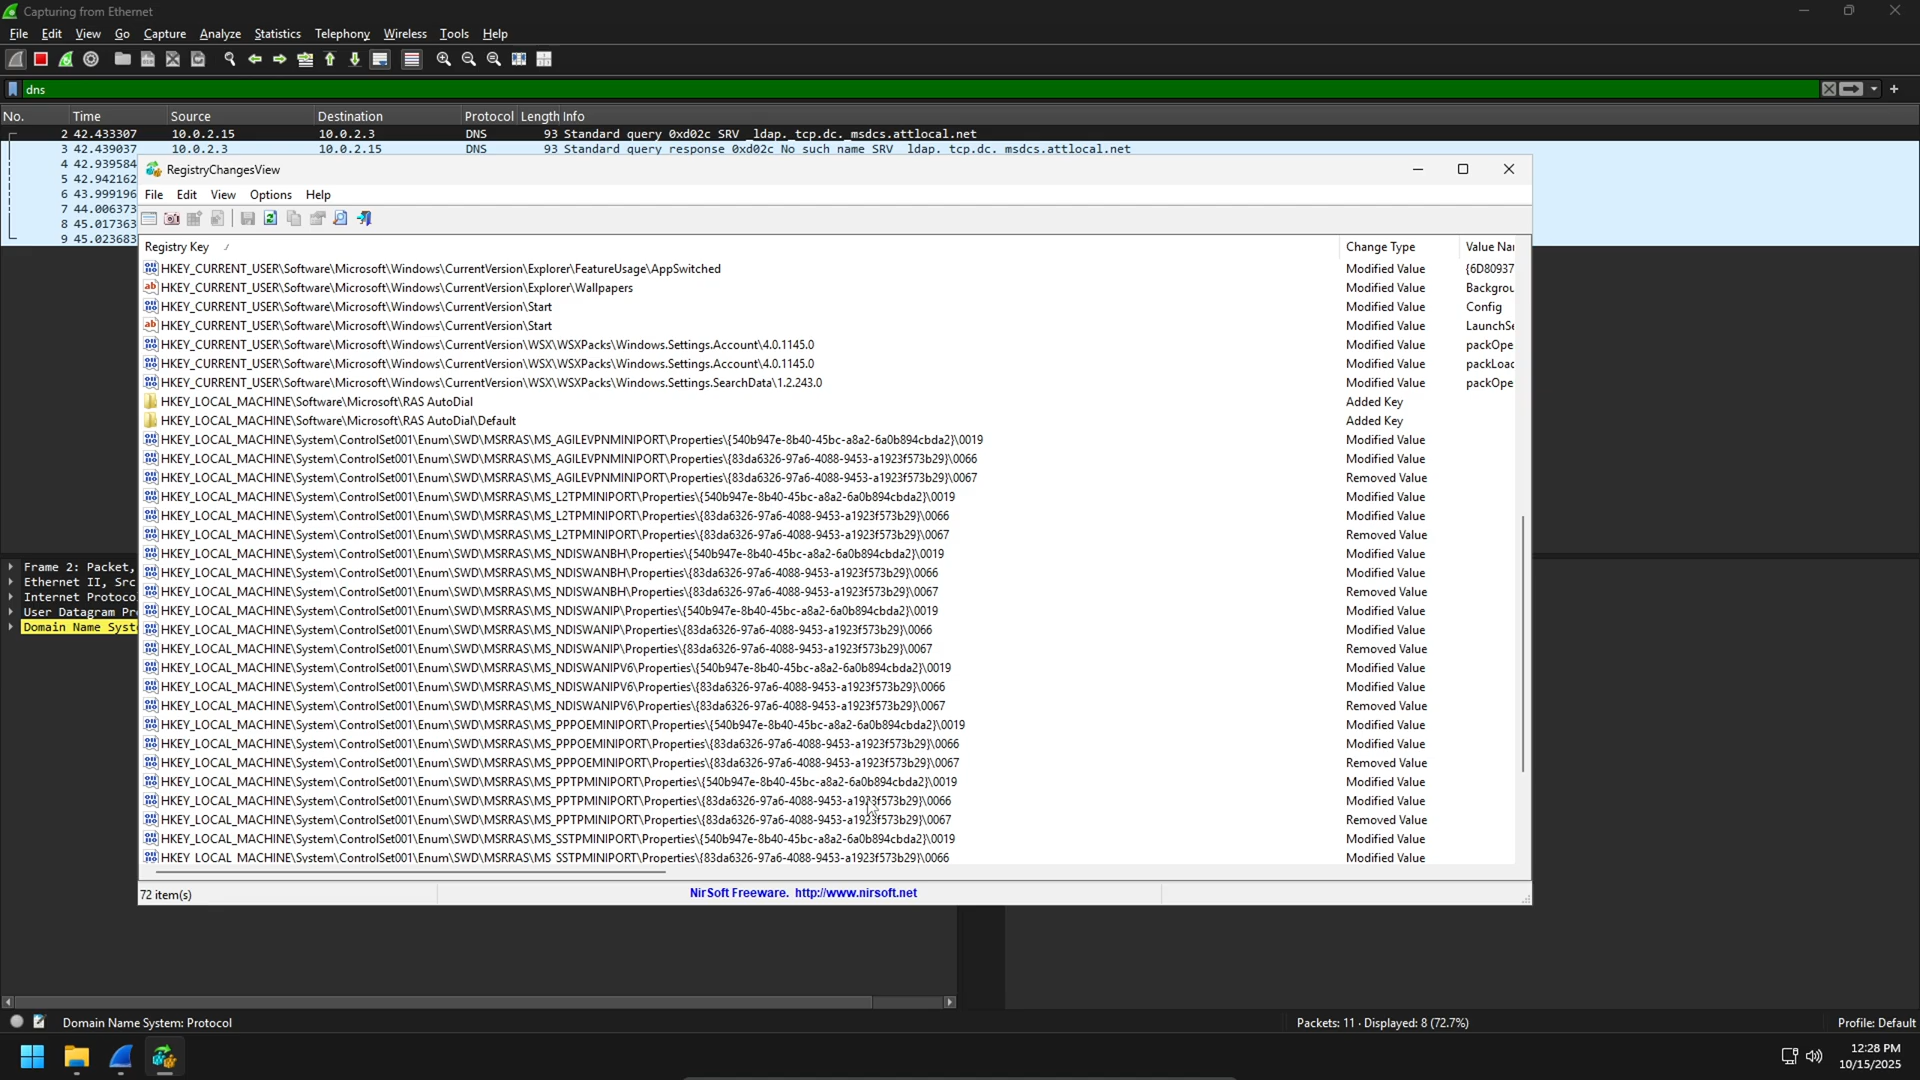 Capturing from Ethernet
File Edit View Go Capture Analyze Statistics Telephony Wireless Tools Help
dns
No. Time Source Destination Protocol Length Info
2 42.433307 10.0.2.15 10.0.2.3 DNS 93 Standard query 0xd02c SRV _ldap._tcp.dc._msdcs.attlocal.net
3 42.439037 10.0.2.3 10.0.2.15 DNS 93 Standard query response 0xd02c No such name SRV _ldap._tcp.dc._msdcs.attlocal.net
4 42.939584
5 42.942162
6 43.999196
7 44.006373
8 45.017363
9 45.023683
RegistryChangesView
File Edit View Options Help
Registry Key Change Type Value Nar
HKEY_CURRENT_USER\Software\Microsoft\Windows\CurrentVersion\Explorer\FeatureUsage\AppSwitched Modified Value {6D80937
HKEY_CURRENT_USER\Software\Microsoft\Windows\CurrentVersion\Explorer\Wallpapers Modified Value Backgrou
HKEY_CURRENT_USER\Software\Microsoft\Windows\CurrentVersion\Start Modified Value Config
HKEY_CURRENT_USER\Software\Microsoft\Windows\CurrentVersion\Start Modified Value LaunchSe
HKEY_CURRENT_USER\Software\Microsoft\Windows\CurrentVersion\WSX\WSXPacks\Windows.Settings.Account\4.0.1145.0 Modified Value packOpe
HKEY_CURRENT_USER\Software\Microsoft\Windows\CurrentVersion\WSX\WSXPacks\Windows.Settings.Account\4.0.1145.0 Modified Value packLoac
HKEY_CURRENT_USER\Software\Microsoft\Windows\CurrentVersion\WSX\WSXPacks\Windows.Settings.SearchData\1.2.243.0 Modified Value packOpe
HKEY_LOCAL_MACHINE\Software\Microsoft\RAS AutoDial Added Key
HKEY_LOCAL_MACHINE\Software\Microsoft\RAS AutoDial\Default Added Key
HKEY_LOCAL_MACHINE\System\ControlSet001\Enum\SWD\MSRRAS\MS_AGILEVPNMINIPORT\Properties\{540b947e-8b40-45bc-a8a2-6a0b894cbda2}\0019 Modified Value
HKEY_LOCAL_MACHINE\System\ControlSet001\Enum\SWD\MSRRAS\MS_AGILEVPNMINIPORT\Properties\{83da6326-97a6-4088-9453-a1923f573b29}\0066 Modified Value
HKEY_LOCAL_MACHINE\System\ControlSet001\Enum\SWD\MSRRAS\MS_AGILEVPNMINIPORT\Properties\{83da6326-97a6-4088-9453-a1923f573b29}\0067 Removed Value
HKEY_LOCAL_MACHINE\System\ControlSet001\Enum\SWD\MSRRAS\MS_L2TPMINIPORT\Properties\{540b947e-8b40-45bc-a8a2-6a0b894cbda2}\0019 Modified Value
HKEY_LOCAL_MACHINE\System\ControlSet001\Enum\SWD\MSRRAS\MS_L2TPMINIPORT\Properties\{83da6326-97a6-4088-9453-a1923f573b29}\0066 Modified Value
HKEY_LOCAL_MACHINE\System\ControlSet001\Enum\SWD\MSRRAS\MS_L2TPMINIPORT\Properties\{83da6326-97a6-4088-9453-a1923f573b29}\0067 Removed Value
HKEY_LOCAL_MACHINE\System\ControlSet001\Enum\SWD\MSRRAS\MS_NDISWANBH\Properties\{540b947e-8b40-45bc-a8a2-6a0b894cbda2}\0019 Modified Value
HKEY_LOCAL_MACHINE\System\ControlSet001\Enum\SWD\MSRRAS\MS_NDISWANBH\Properties\{83da6326-97a6-4088-9453-a1923f573b29}\0066 Modified Value
HKEY_LOCAL_MACHINE\System\ControlSet001\Enum\SWD\MSRRAS\MS_NDISWANBH\Properties\{83da6326-97a6-4088-9453-a1923f573b29}\0067 Removed Value
HKEY_LOCAL_MACHINE\System\ControlSet001\Enum\SWD\MSRRAS\MS_NDISWANIP\Properties\{540b947e-8b40-45bc-a8a2-6a0b894cbda2}\0019 Modified Value
HKEY_LOCAL_MACHINE\System\ControlSet001\Enum\SWD\MSRRAS\MS_NDISWANIP\Properties\{83da6326-97a6-4088-9453-a1923f573b29}\0066 Modified Value
HKEY_LOCAL_MACHINE\System\ControlSet001\Enum\SWD\MSRRAS\MS_NDISWANIP\Properties\{83da6326-97a6-4088-9453-a1923f573b29}\0067 Removed Value
HKEY_LOCAL_MACHINE\System\ControlSet001\Enum\SWD\MSRRAS\MS_NDISWANIPV6\Properties\{540b947e-8b40-45bc-a8a2-6a0b894cbda2}\0019 Modified Value
HKEY_LOCAL_MACHINE\System\ControlSet001\Enum\SWD\MSRRAS\MS_NDISWANIPV6\Properties\{83da6326-97a6-4088-9453-a1923f573b29}\0066 Modified Value
HKEY_LOCAL_MACHINE\System\ControlSet001\Enum\SWD\MSRRAS\MS_NDISWANIPV6\Properties\{83da6326-97a6-4088-9453-a1923f573b29}\0067 Removed Value
HKEY_LOCAL_MACHINE\System\ControlSet001\Enum\SWD\MSRRAS\MS_PPPOEMINIPORT\Properties\{540b947e-8b40-45bc-a8a2-6a0b894cbda2}\0019 Modified Value
HKEY_LOCAL_MACHINE\System\ControlSet001\Enum\SWD\MSRRAS\MS_PPPOEMINIPORT\Properties\{83da6326-97a6-4088-9453-a1923f573b29}\0066 Modified Value
HKEY_LOCAL_MACHINE\System\ControlSet001\Enum\SWD\MSRRAS\MS_PPPOEMINIPORT\Properties\{83da6326-97a6-4088-9453-a1923f573b29}\0067 Removed Value
HKEY_LOCAL_MACHINE\System\ControlSet001\Enum\SWD\MSRRAS\MS_PPTPMINIPORT\Properties\{540b947e-8b40-45bc-a8a2-6a0b894cbda2}\0019 Modified Value
HKEY_LOCAL_MACHINE\System\ControlSet001\Enum\SWD\MSRRAS\MS_PPTPMINIPORT\Properties\{83da6326-97a6-4088-9453-a1923f573b29}\0066 Modified Value
HKEY_LOCAL_MACHINE\System\ControlSet001\Enum\SWD\MSRRAS\MS_PPTPMINIPORT\Properties\{83da6326-97a6-4088-9453-a1923f573b29}\0067 Removed Value
HKEY_LOCAL_MACHINE\System\ControlSet001\Enum\SWD\MSRRAS\MS_SSTPMINIPORT\Properties\{540b947e-8b40-45bc-a8a2-6a0b894cbda2}\0019 Modified Value
HKEY_LOCAL_MACHINE\System\ControlSet001\Enum\SWD\MSRRAS\MS_SSTPMINIPORT\Properties\{83da6326-97a6-4088-9453-a1923f573b29}\0066 Modified Value
72 item(s) NirSoft Freeware. http://www.nirsoft.net
Frame 2: Packet,
Ethernet II, Src
Internet Protoco
User Datagram Pr
Domain Name Syst
Domain Name System: Protocol Packets: 11 · Displayed: 8 (72.7%) Profile: Default
12:28 PM
10/15/2025